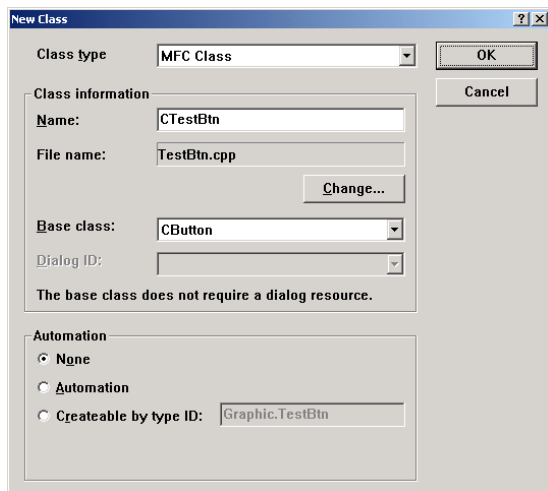 New Class
Class type
MFC Class
OK
Cancel
Class information
Name:
CTestBtn
File name:
TestBtn.cpp
Change...
Base class:
CButton
Dialog ID:
The base class does not require a dialog resource.
Automation
None
Automation
Createable by type ID:
Graphic.TestBtn